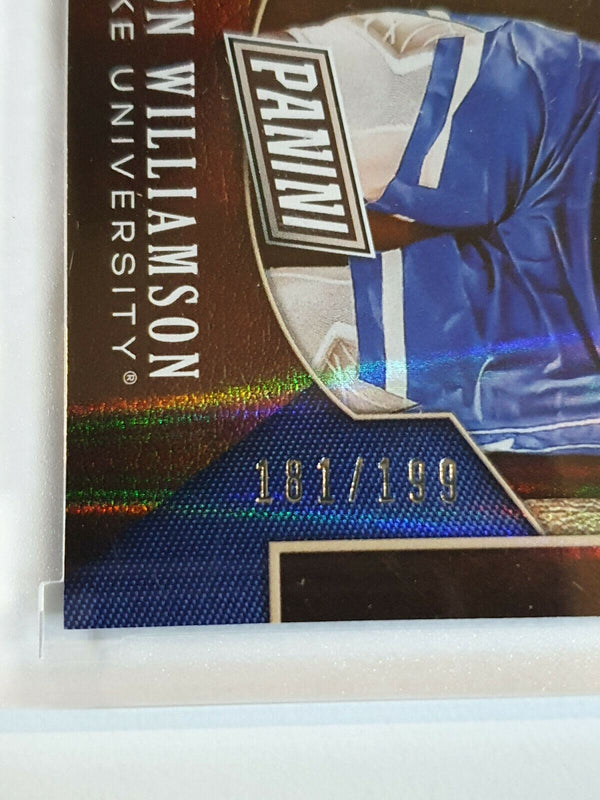 ON WILLIAMSON
KE UNIVERSITY®
PANINI
181/199